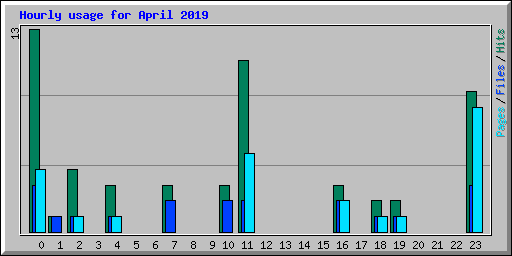 Hourly usage for April 2019
13
Pages/Files/Hits
0 1 2 3 4 5 6 7 8 9 10 11 12 13 14 15 16 17 18 19 20 21 22 23